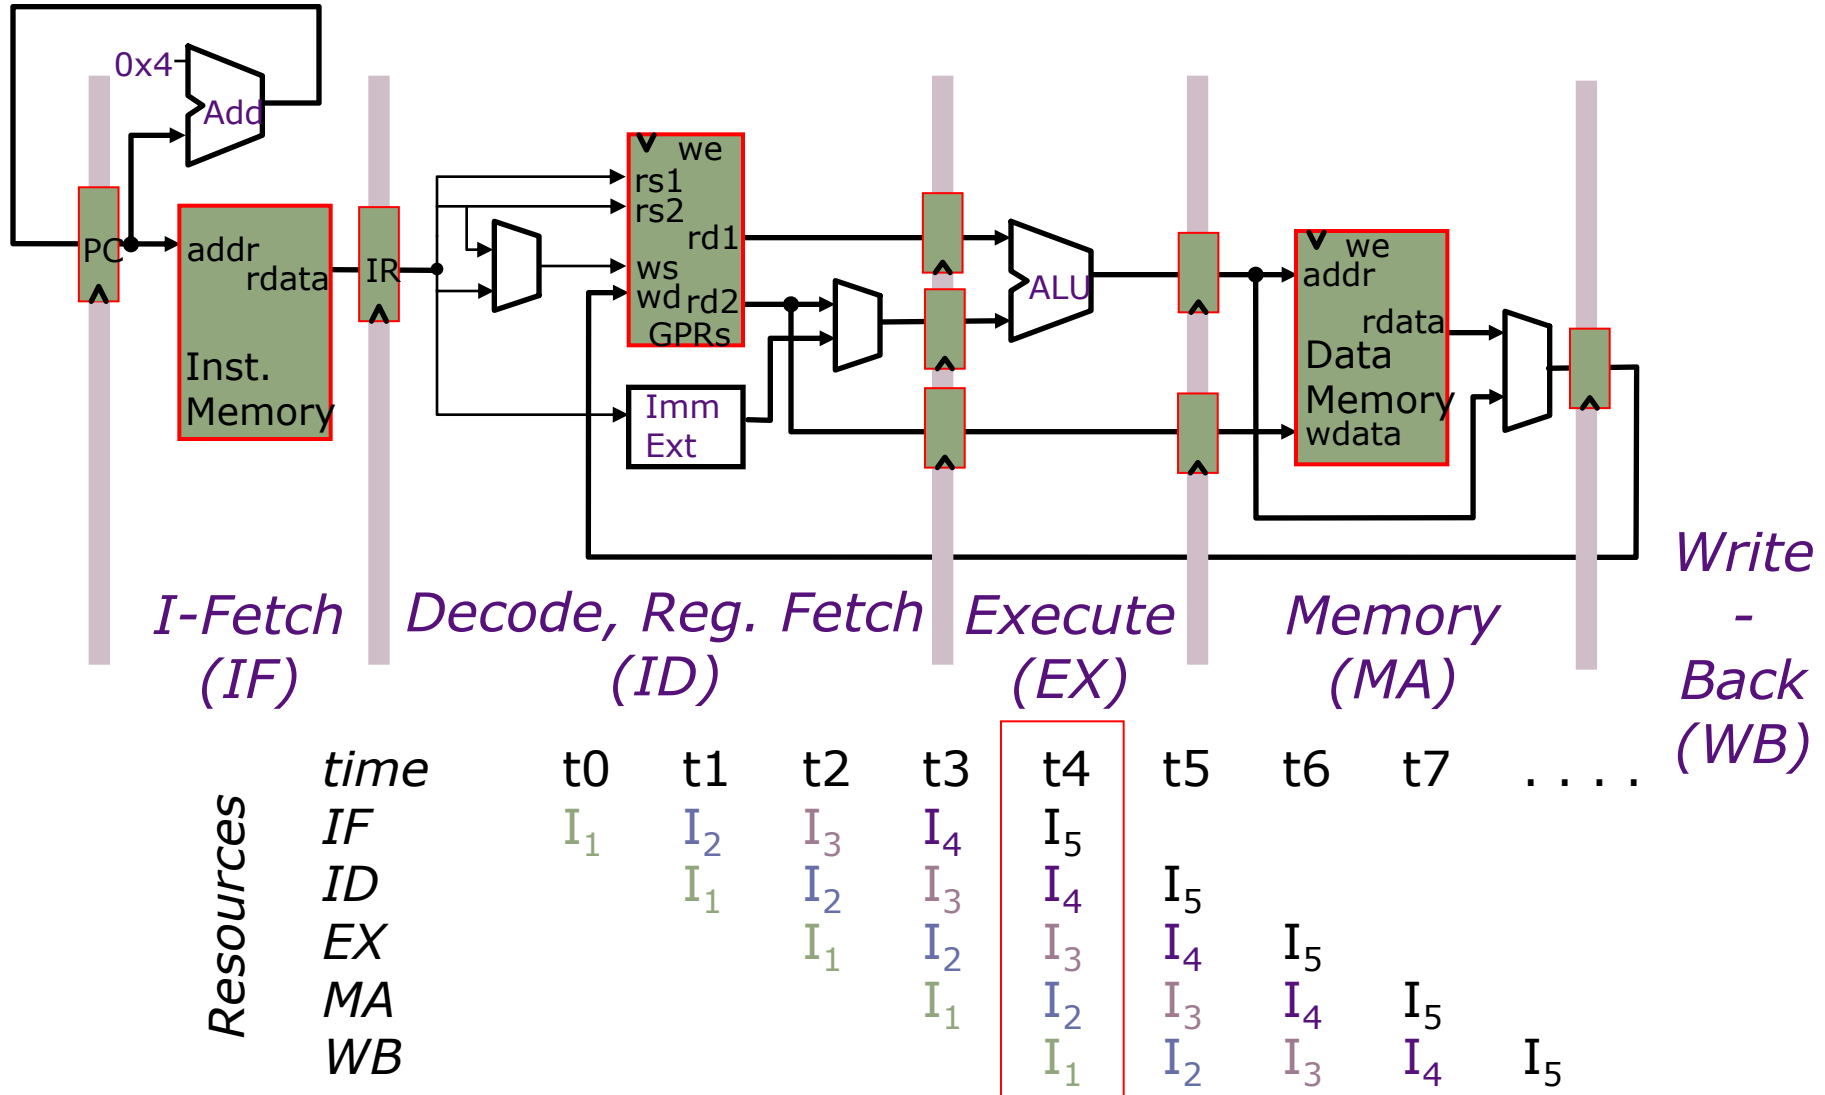 0x4
Add
PC
addr
rdata
Inst.
Memory
IR
we
rs1
rs2
rd1
ws
wd rd2
GPRs
Imm
Ext
ALU
we
addr
rdata
Data
Memory
wdata
I-Fetch
(IF)
Decode, Reg. Fetch
(ID)
Execute
(EX)
Memory
(MA)
Write
-
Back
(WB)
Resources
time t0 t1 t2 t3 t4 t5 t6 t7 . . . .
IF I1 I2 I3 I4 I5
ID I1 I2 I3 I4 I5
EX I1 I2 I3 I4 I5
MA I1 I2 I3 I4 I5
WB I1 I2 I3 I4 I5